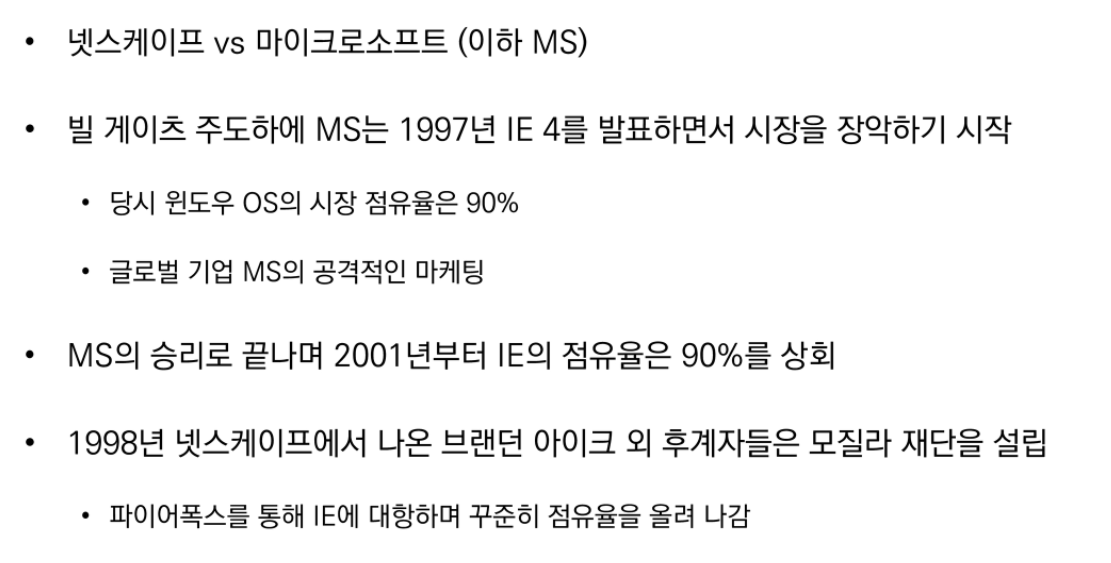 • 넷스케이프 vs 마이크로소프트 (이하 MS)
• 빌 게이츠 주도하에 MS는 1997년 IE 4를 발표하면서 시장을 장악하기 시작
• 당시 윈도우 OS의 시장 점유율은 90%
• 글로벌 기업 MS의 공격적인 마케팅
• MS의 승리로 끝나며 2001년부터 IE의 점유율은 90%를 상회
• 1998년 넷스케이프에서 나온 브랜던 아이크 외 후계자들은 모질라 재단을 설립
• 파이어폭스를 통해 IE에 대항하며 꾸준히 점유율을 올려 나감